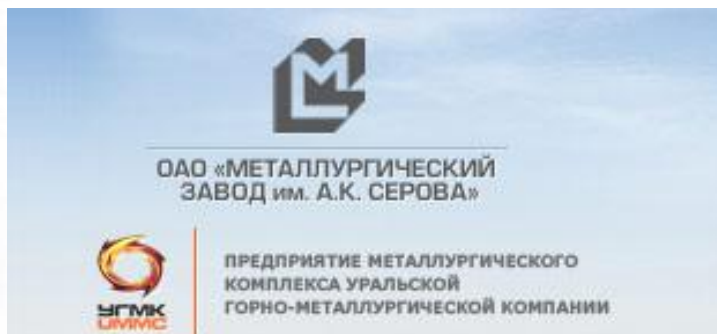 ОАО «МЕТАЛЛУРГИЧЕСКИЙ
ЗАВОД им. А.К. СЕРОВА»
УГМК
UMMC
ПРЕДПРИЯТИЕ МЕТАЛЛУРГИЧЕСКОГО
КОМПЛЕКСА УРАЛЬСКОЙ
ГОРНО-МЕТАЛЛУРГИЧЕСКОЙ КОМПАНИИ